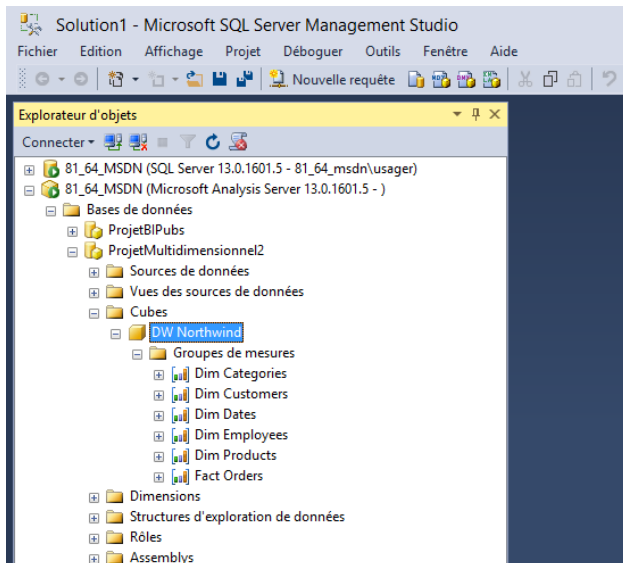 Solution1 - Microsoft SQL Server Management Studio
Fichier Edition Affichage Projet Déboguer Outils Fenêtre Aide
Nouvelle requête
Explorateur d'objets
Connecter
81_64_MSDN (SQL Server 13.0.1601.5 - 81_64_msdn\usager)
81_64_MSDN (Microsoft Analysis Server 13.0.1601.5 - )
Bases de données
ProjetBIPubs
ProjetMultidimensionnel2
Sources de données
Vues des sources de données
Cubes
DW Northwind
Groupes de mesures
Dim Categories
Dim Customers
Dim Dates
Dim Employees
Dim Products
Fact Orders
Dimensions
Structures d'exploration de données
Rôles
Assemblys